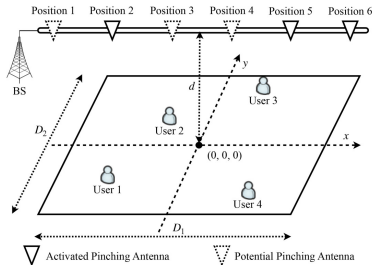 Position 1 Position 2 Position 3 Position 4 Position 5 Position 6
BS
d
y
User 3
User 2
D2
x
(0, 0, 0)
User 1
User 4
D1
Activated Pinching Antenna
Potential Pinching Antenna